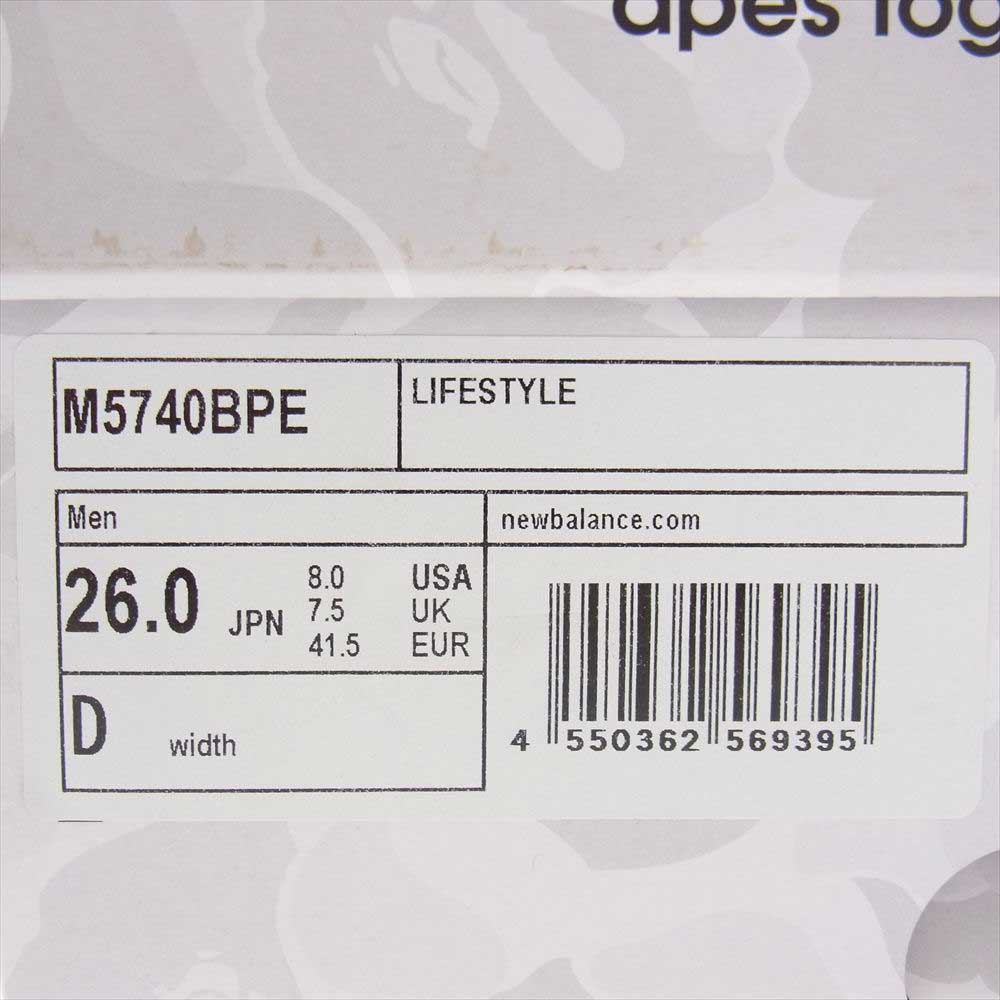 apes tog
M5740BPE
LIFESTYLE
Men
newbalance.com
26.0 JPN
8.0 USA
7.5 UK
41.5 EUR
D width
4 550362 569395